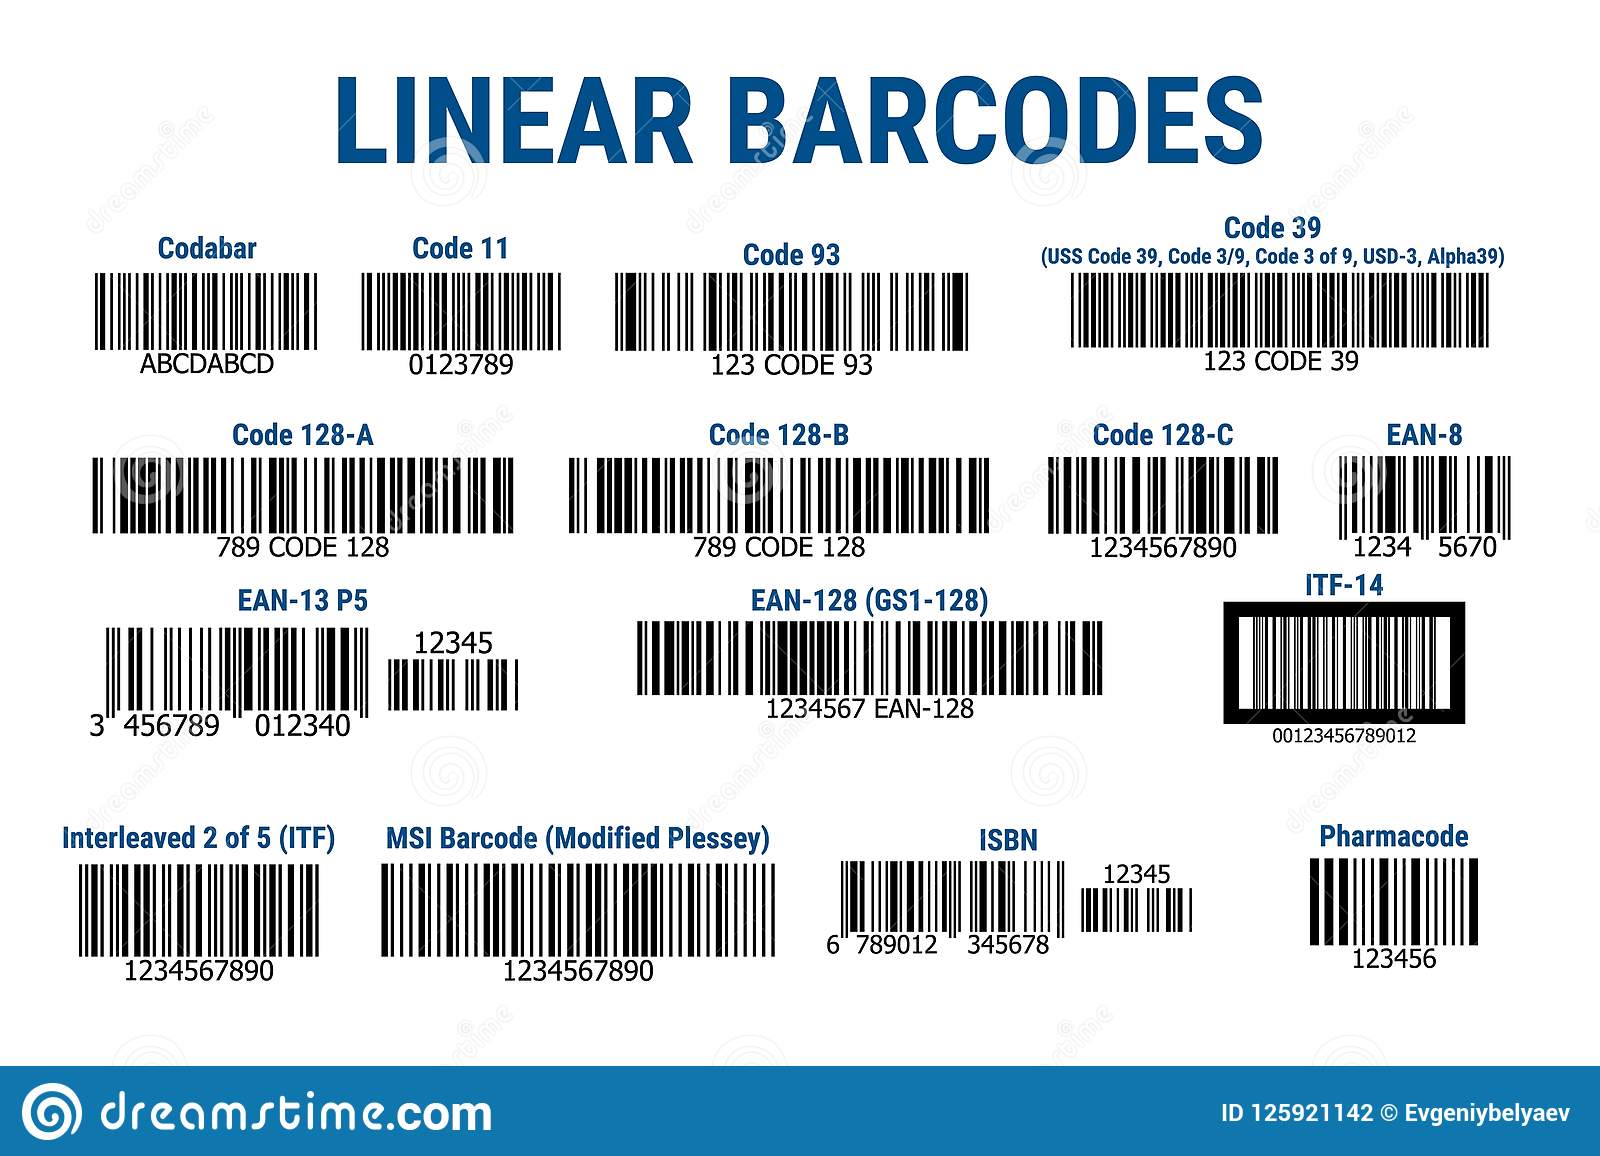 LINEAR BARCODES
Codabar
ABCDABCD
Code 11
0123789
Code 93
123 CODE 93
Code 39
(USS Code 39, Code 3/9, Code 3 of 9, USD-3, Alpha39)
123 CODE 39
Code 128-A
789 CODE 128
Code 128-B
789 CODE 128
Code 128-C
1234567890
EAN-8
1234 5670
EAN-13 P5
12345
3 456789 012340
EAN-128 (GS1-128)
1234567 EAN-128
ITF-14
00123456789012
Interleaved 2 of 5 (ITF)
1234567890
MSI Barcode (Modified Plessey)
1234567890
ISBN
12345
6 789012 345678
Pharmacode
123456
dreamstime.com
ID 125921142 © Evgeniybelyaev